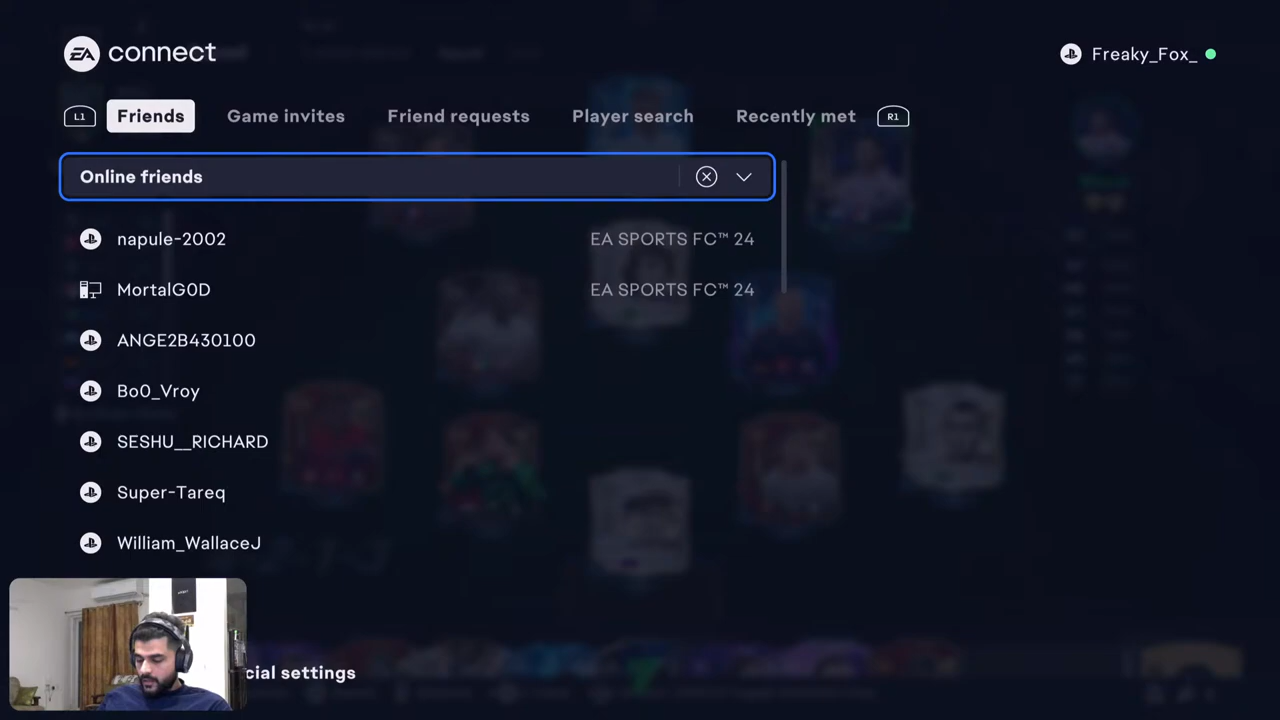 EA connect
Freaky_Fox_
L1 Friends Game invites Friend requests Player search Recently met R1
Online friends
napule-2002 EA SPORTS FC™ 24
MortalG0D EA SPORTS FC™ 24
ANGE2B430100
Bo0_Vroy
SESHU__RICHARD
Super-Tareq
William_WallaceJ
cial settings